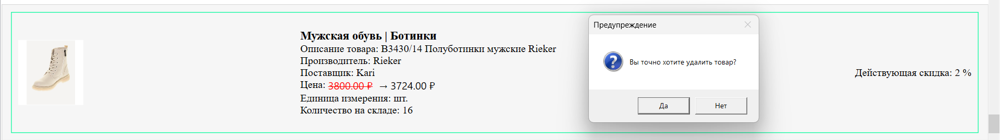 Мужская обувь | Ботинки
Описание товара: B3430/14 Полуботинки мужские Rieker
Производитель: Rieker
Поставщик: Kari
Цена: 3800.00 ₽ → 3724.00 ₽
Единица измерения: шт.
Количество на складе: 16
Предупреждение
Вы точно хотите удалить товар?
Да Нет
Действующая скидка: 2 %